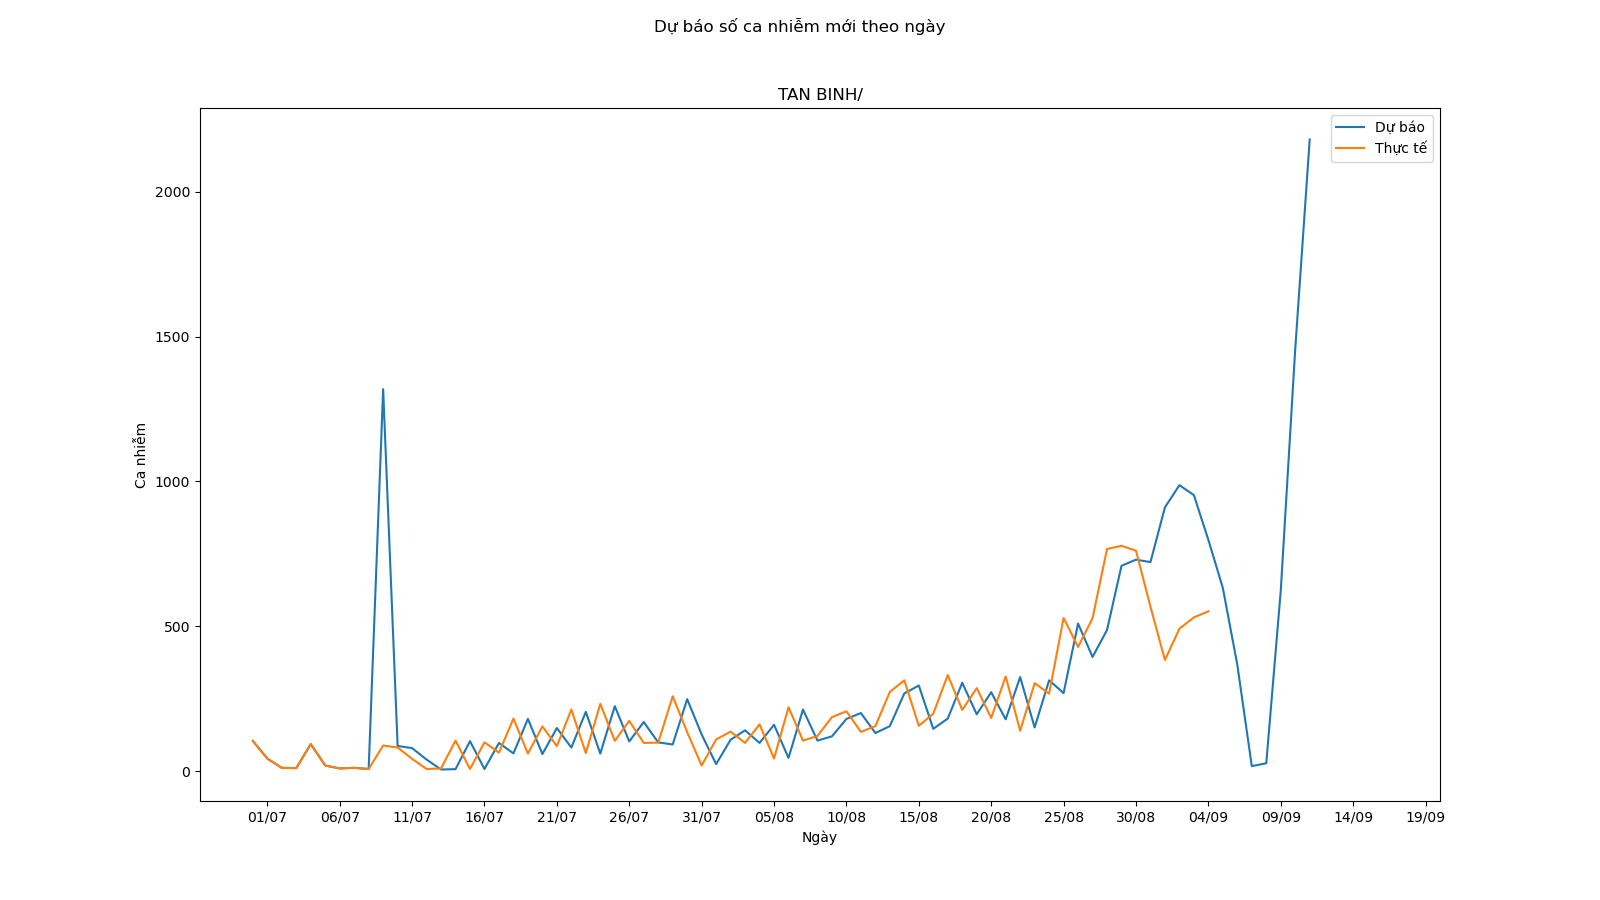 Dự báo số ca nhiễm mới theo ngày
TAN BINH/
Dự báo
Thực tế
2000
1500
1000
500
0
Ca nhiễm
01/07 06/07 11/07 16/07 21/07 26/07 31/07 05/08 10/08 15/08 20/08 25/08 30/08 04/09 09/09 14/09 19/09
Ngày